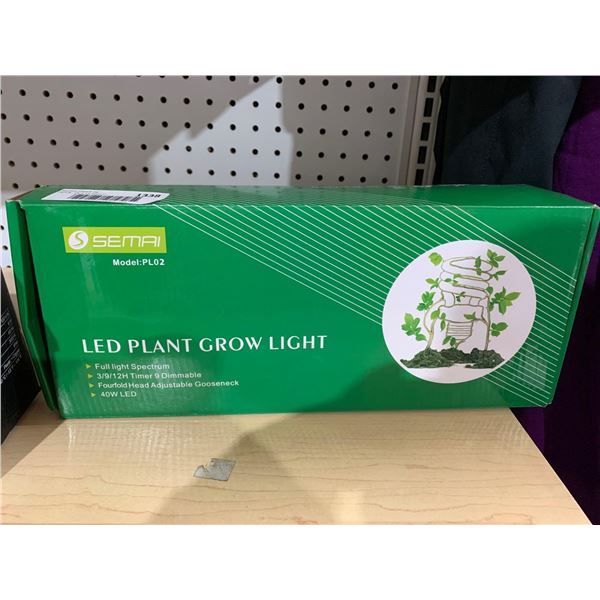 1338
SEMAI
Model:PL02
LED PLANT GROW LIGHT
Full light Spectrum
3/9/12H Timer 9 Dimmable
Fourfold Head Adjustable Gooseneck
40W LED